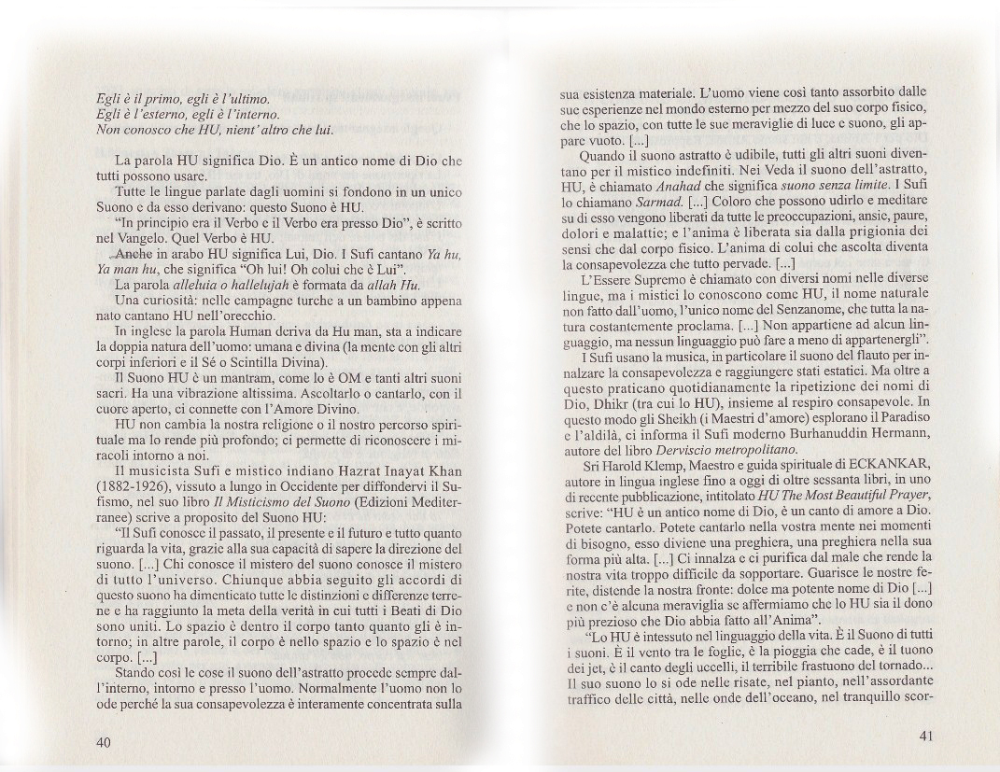 Egli è il primo, egli è l'ultimo.
Egli è l'esterno, egli è l'interno.
Non conosco che HU, nient'altro che lui.
La parola HU significa Dio. È un antico nome di Dio che
tutti possono usare.
Tutte le lingue parlate dagli uomini si fondono in un unico
Suono e da esso derivano: questo Suono è HU.
“In principio era il Verbo e il Verbo era presso Dio”, è scritto
nel Vangelo. Quel Verbo è HU.
Anche in arabo HU significa Lui, Dio. I Sufi cantano Ya hu,
Ya man hu, che significa “Oh lui! Oh colui che è Lui”.
La parola alleluia o hallelujah è formata da allah Hu.
Una curiosità: nelle campagne turche a un bambino appena
nato cantano HU nell'orecchio.
In inglese la parola Human deriva da Hu man, sta a indicare
la doppia natura dell'uomo: umana e divina (la mente con gli altri
corpi inferiori e il Sé o Scintilla Divina).
Il Suono HU è un mantram, come lo è OM e tanti altri suoni
sacri. Ha una vibrazione altissima. Ascoltarlo o cantarlo, con il
cuore aperto, ci connette con l'Amore Divino.
HU non cambia la nostra religione o il nostro percorso spiri-
tuale ma lo rende più profondo; ci permette di riconoscere i mi-
racoli intorno a noi.
Il musicista Sufi e mistico indiano Hazrat Inayat Khan
(1882-1926), vissuto a lungo in Occidente per diffondervi il Su-
fismo, nel suo libro Il Misticismo del Suono (Edizioni Mediter-
ranee) scrive a proposito del Suono HU:
“Il Sufi conosce il passato, il presente e il futuro e tutto quanto
riguarda la vita, grazie alla sua capacità di sapere la direzione del
suono. [...] Chi conosce il mistero del suono conosce il mistero
di tutto l'universo. Chiunque abbia seguito gli accordi di
questo suono ha dimenticato tutte le distinzioni e differenze terre-
ne e ha raggiunto la meta della verità in cui tutti i Beati di Dio
sono uniti. Lo spazio è dentro il corpo tanto quanto gli è in-
torno; in altre parole, il corpo è nello spazio e lo spazio è nel
corpo. [...]
Stando così le cose il suono dell'astratto procede sempre dal-
l'interno, intorno e presso l'uomo. Normalmente l'uomo non lo
ode perché la sua consapevolezza è interamente concentrata sulla
40
sua esistenza materiale. L'uomo viene così tanto assorbito dalle
sue esperienze nel mondo esterno per mezzo del suo corpo fisico,
che lo spazio, con tutte le sue meraviglie di luce e suono, gli ap-
pare vuoto. [...]
Quando il suono astratto è udibile, tutti gli altri suoni diven-
tano per il mistico indefiniti. Nei Veda il suono dell'astratto,
HU, è chiamato Anahad che significa suono senza limite. I Sufi
lo chiamano Sarmad. [...] Coloro che possono udirlo e meditare
su di esso vengono liberati da tutte le preoccupazioni, ansie, paure,
dolori e malattie; e l'anima è liberata sia dalla prigionia dei
sensi che dal corpo fisico. L'anima di colui che ascolta diventa
la consapevolezza che tutto pervade. [...]
L'Essere Supremo è chiamato con diversi nomi nelle diverse
lingue, ma i mistici lo conoscono come HU, il nome naturale
non fatto dall'uomo, l'unico nome del Senzanome, che tutta la na-
tura costantemente proclama. [...] Non appartiene ad alcun lin-
guaggio, ma nessun linguaggio può fare a meno di appartenergli”.
I Sufi usano la musica, in particolare il suono del flauto per in-
nalzare la consapevolezza e raggiungere stati estatici. Ma oltre a
questo praticano quotidianamente la ripetizione dei nomi di
Dio, Dhikr (tra cui lo HU), insieme al respiro consapevole. In
questo modo gli Sheikh (i Maestri d'amore) esplorano il Paradiso
e l'aldilà, ci informa il Sufi moderno Burhanuddin Hermann,
autore del libro Derviscio metropolitano.
Sri Harold Klemp, Maestro e guida spirituale di ECKANKAR,
autore in lingua inglese fino a oggi di oltre sessanta libri, in uno
di recente pubblicazione, intitolato HU The Most Beautiful Prayer,
scrive: “HU è un antico nome di Dio, è un canto di amore a Dio.
Potete cantarlo. Potete cantarlo nella vostra mente nei momenti
di bisogno, esso diviene una preghiera, una preghiera nella sua
forma più alta. [...] Ci innalza e ci purifica dal male che rende la
nostra vita troppo difficile da sopportare. Guarisce le nostre fe-
rite, distende la nostra fronte: dolce ma potente nome di Dio [...]
e non c'è alcuna meraviglia se affermiamo che lo HU sia il dono
più prezioso che Dio abbia fatto all'Anima”.
“Lo HU è intessuto nel linguaggio della vita. È il Suono di tutti
i suoni. È il vento tra le foglie, è la pioggia che cade, è il tuono
dei jet, è il canto degli uccelli, il terribile frastuono del tornado...
Il suo suono lo si ode nelle risate, nel pianto, nell'assordante
traffico delle città, nelle onde dell'oceano, nel tranquillo scor-
41